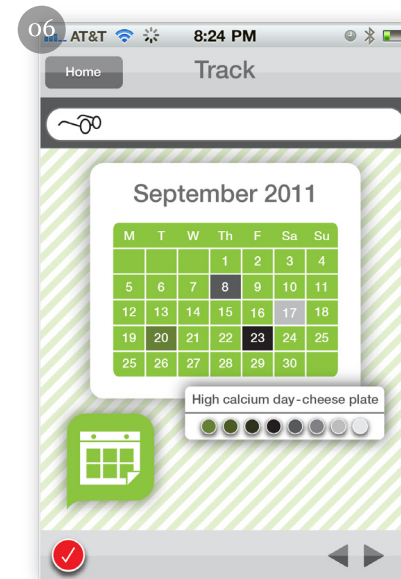 06
AT&T 8:24 PM
Home Track
September 2011
M T W Th F Sa Su
1 2 3 4
5 6 7 8 9 10 11
12 13 14 15 16 17 18
19 20 21 22 23 24 25
25 26 27 28 29 30
High calcium day-cheese plate